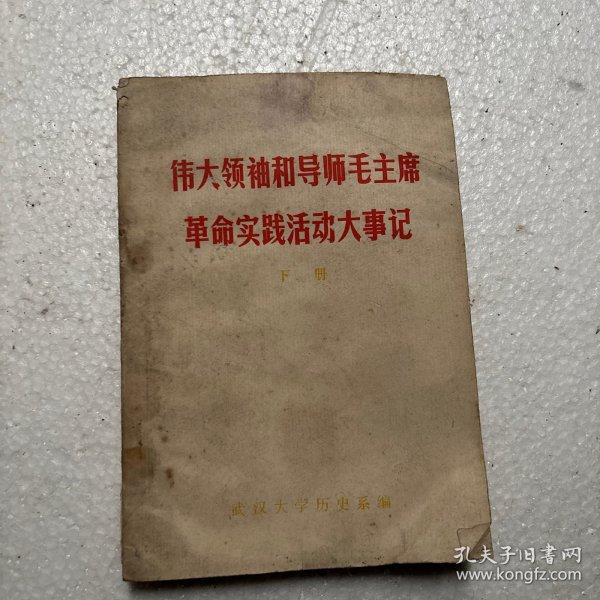 伟大领袖和导师毛主席
革命实践活动大事记
下册
武汉大学历史系编
孔夫子旧书网
www.kongfz.com